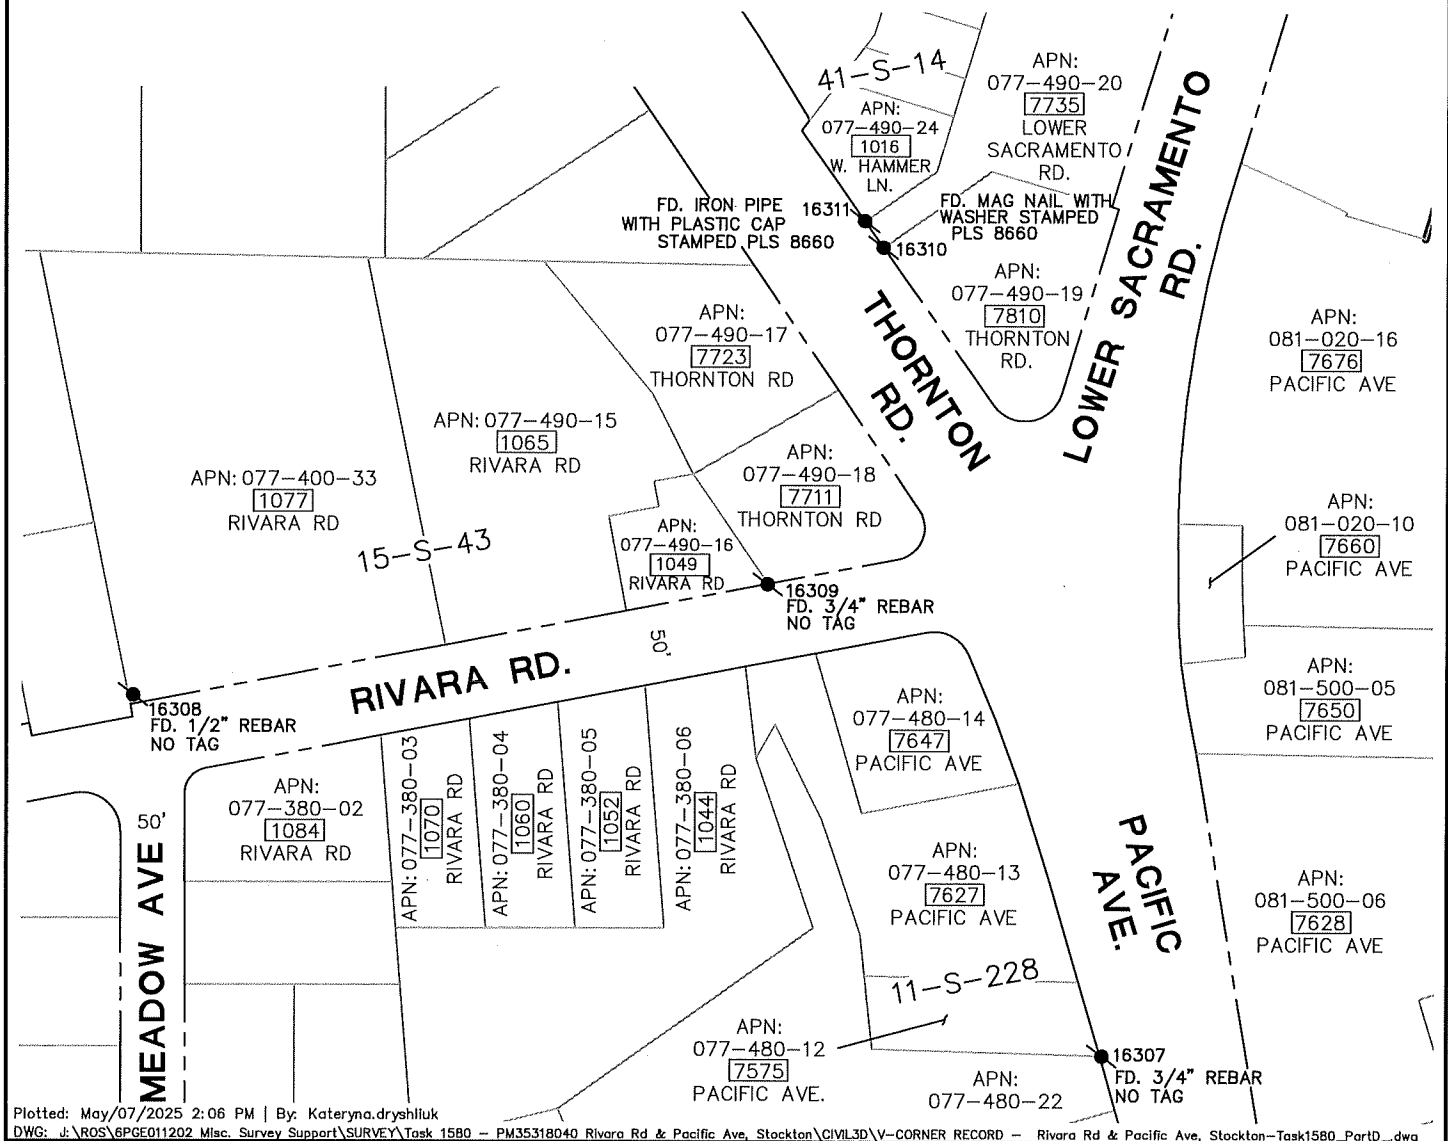 41-S-14
APN:
077-490-24
1016
W. HAMMER
LN.
APN:
077-490-20
7735
LOWER
SACRAMENTO
RD.
LOWER SACRAMENTO
RD.
FD. IRON PIPE
WITH PLASTIC CAP
STAMPED PLS 8660
16311
FD. MAG NAIL WITH
WASHER STAMPED
PLS 8660
16310
APN:
077-490-19
7810
THORNTON
RD.
THORNTON
RD.
APN:
077-490-17
7723
THORNTON RD
APN:
081-020-16
7676
PACIFIC AVE
APN: 077-490-15
1065
RIVARA RD
APN: 077-400-33
1077
RIVARA RD
15-S-43
APN:
077-490-18
7711
THORNTON RD
APN:
077-490-16
1049
RIVARA RD
APN:
081-020-10
7660
PACIFIC AVE
16309
FD. 3/4" REBAR
NO TAG
50'
RIVARA RD.
16308
FD. 1/2" REBAR
NO TAG
APN:
081-500-05
7650
PACIFIC AVE
APN:
077-480-14
7647
PACIFIC AVE
APN:
077-380-02
1084
RIVARA RD
APN: 077-380-03
1070
RIVARA RD
APN: 077-380-04
1060
RIVARA RD
APN: 077-380-05
1052
RIVARA RD
APN: 077-380-06
1044
RIVARA RD
50'
MEADOW AVE
PACIFIC
AVE.
APN:
077-480-13
7627
PACIFIC AVE
APN:
081-500-06
7628
PACIFIC AVE
11-S-228
APN:
077-480-12
7575
PACIFIC AVE.
16307
FD. 3/4" REBAR
NO TAG
APN:
077-480-22
Plotted: May/07/2025 2:06 PM | By: Kateryna.dryshliuk
DWG: J:\ROS\6PGE011202 Misc. Survey Support\SURVEY\Task 1580 - PM35318040 Rivara Rd & Pacific Ave, Stockton\CIVIL3D\V-CORNER RECORD - Rivara Rd & Pacific Ave, Stockton-Task1580_PartD_.dwg